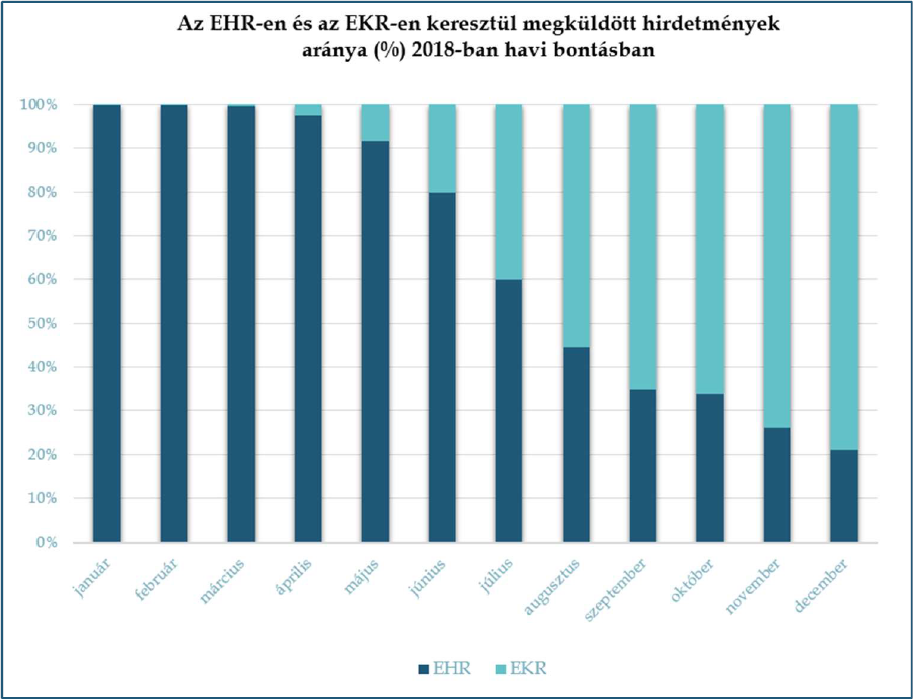 Az EHR-en és az EKR-en keresztül megküldött hirdetmények
aránya (%) 2018-ban havi bontásban
100%
90%
80%
70%
60%
50%
40%
30%
20%
10%
0%
január
február
március
április
május
június
július
augusztus
szeptember
október
november
december
EHR
EKR